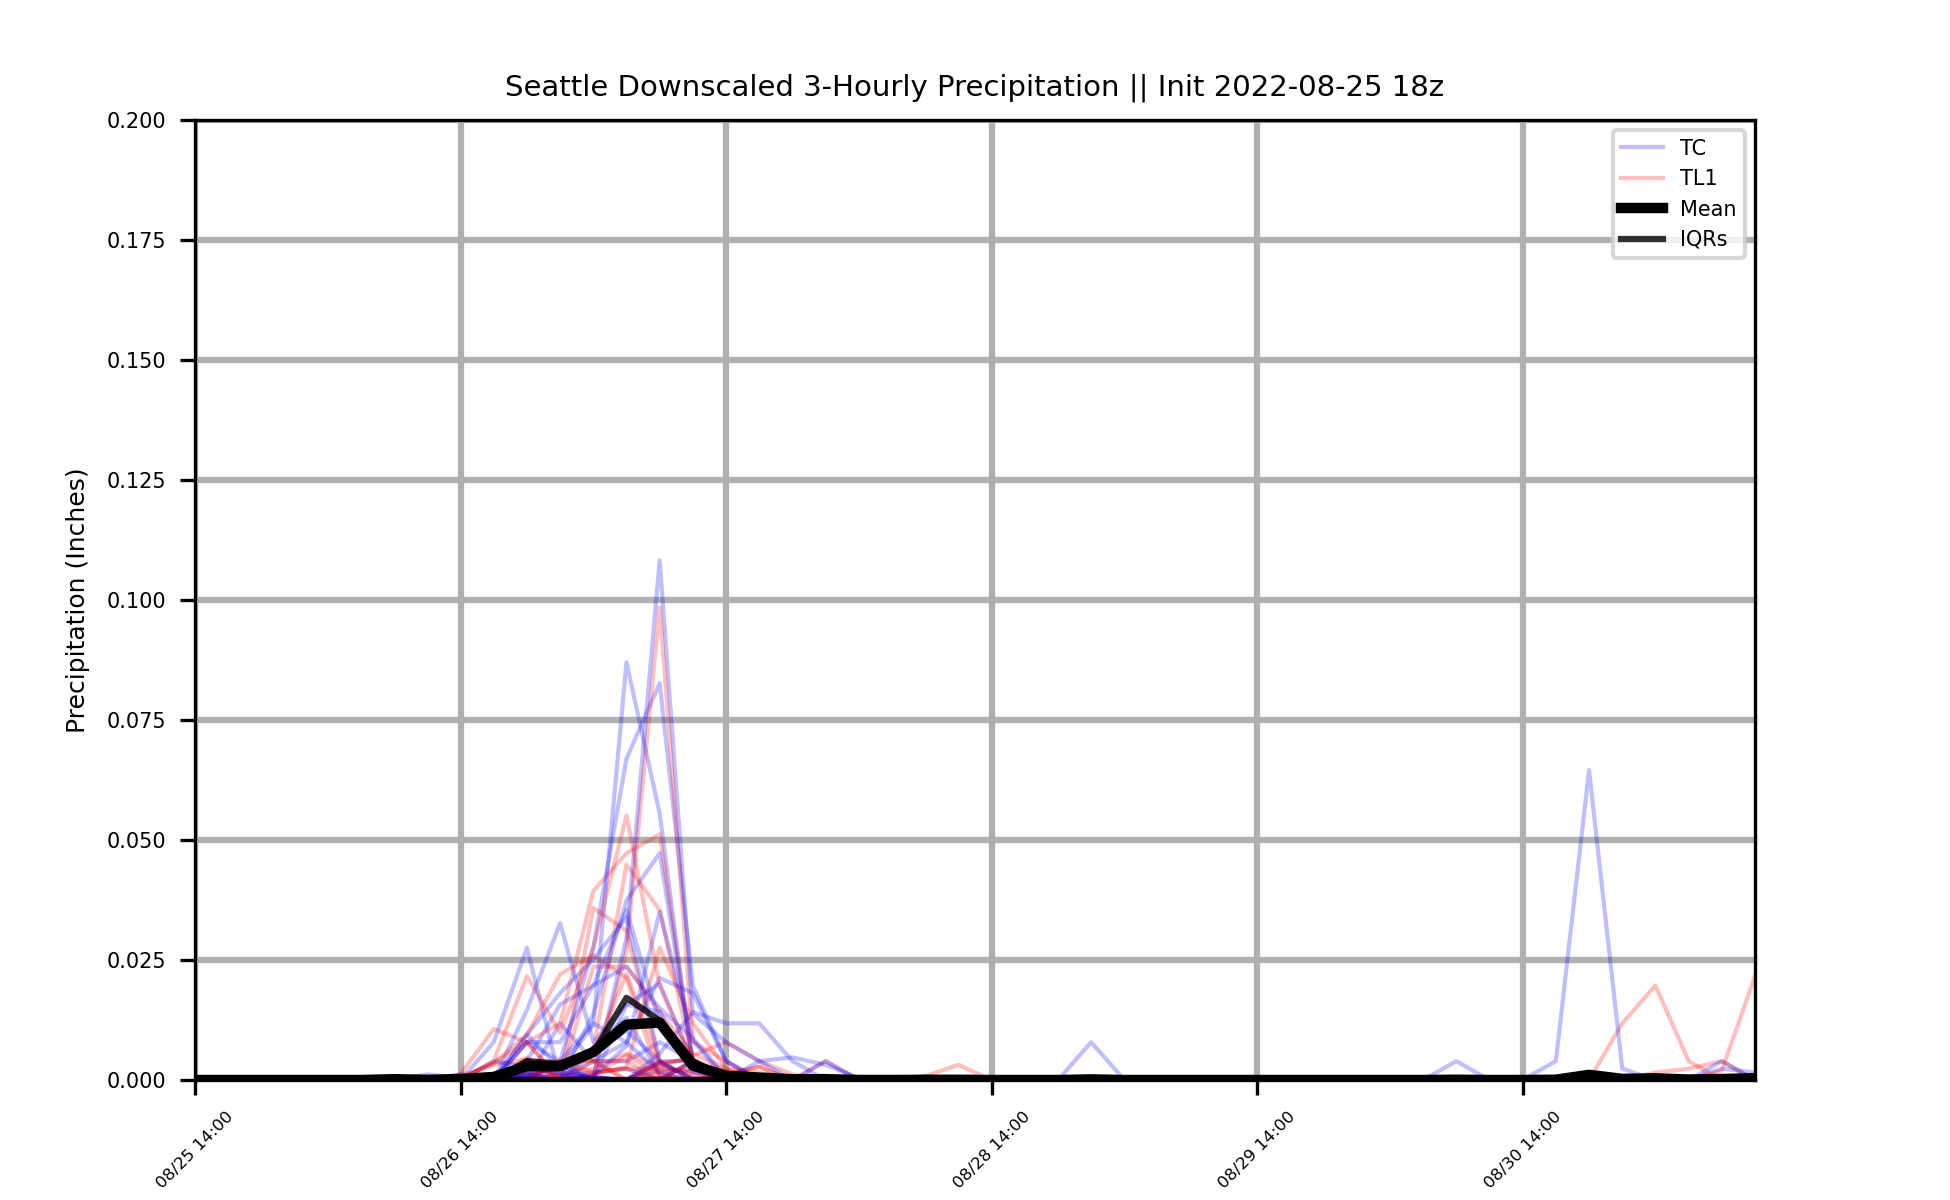 Seattle Downscaled 3-Hourly Precipitation || Init 2022-08-25 18z
TC
TL1
Mean
IQRs
Precipitation (Inches)
0.200
0.175
0.150
0.125
0.100
0.075
0.050
0.025
0.000
08/25 14:00
08/26 14:00
08/27 14:00
08/28 14:00
08/29 14:00
08/30 14:00